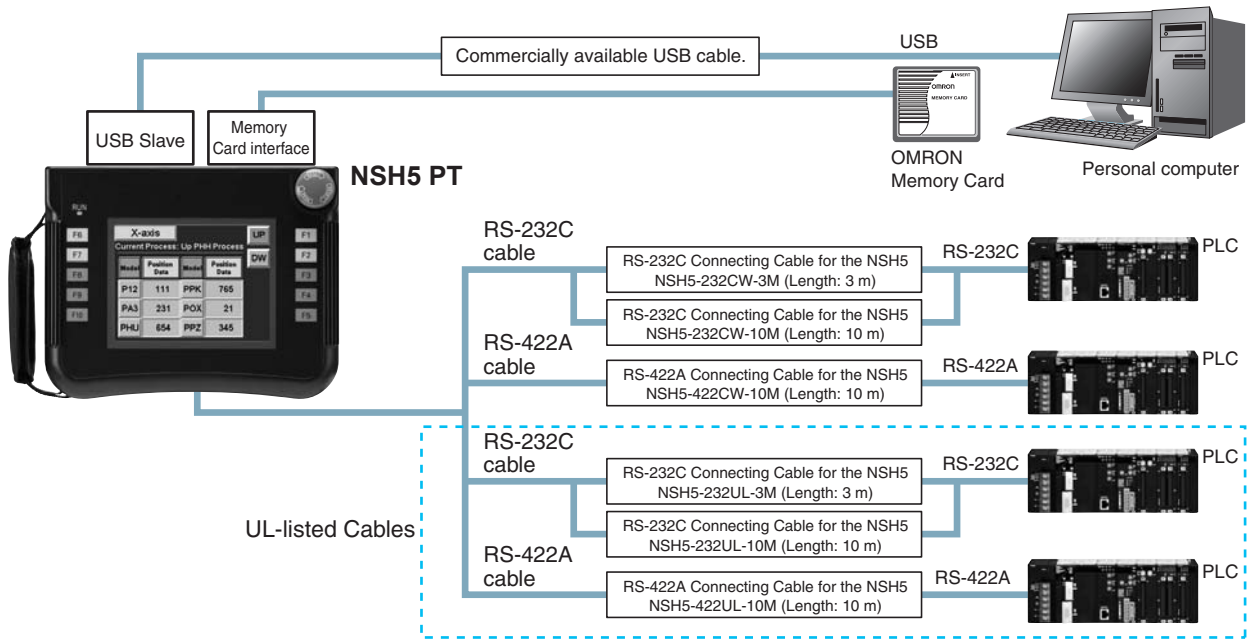 Commercially available USB cable.
USB
INSERT
OMRON
MEMORY CARD
USB Slave
Memory
Card interface
OMRON
Memory Card
Personal computer
NSH5 PT
RUN
F6
F7
F8
F9
F10
X-axis
UP
Current Process: Up PHH Process
DW
Model
Position
Data
Model
Position
Data
P12 111 PPK 765
PA3 231 POX 21
PHU 654 PPZ 345
F1
F2
F3
F4
F5
RS-232C
cable
RS-232C Connecting Cable for the NSH5
NSH5-232CW-3M (Length: 3 m)
RS-232C
PLC
RS-232C Connecting Cable for the NSH5
NSH5-232CW-10M (Length: 10 m)
RS-422A
cable
RS-422A Connecting Cable for the NSH5
NSH5-422CW-10M (Length: 10 m)
RS-422A
PLC
UL-listed Cables
RS-232C
cable
RS-232C Connecting Cable for the NSH5
NSH5-232UL-3M (Length: 3 m)
RS-232C
PLC
RS-232C Connecting Cable for the NSH5
NSH5-232UL-10M (Length: 10 m)
RS-422A
cable
RS-422A Connecting Cable for the NSH5
NSH5-422UL-10M (Length: 10 m)
RS-422A
PLC